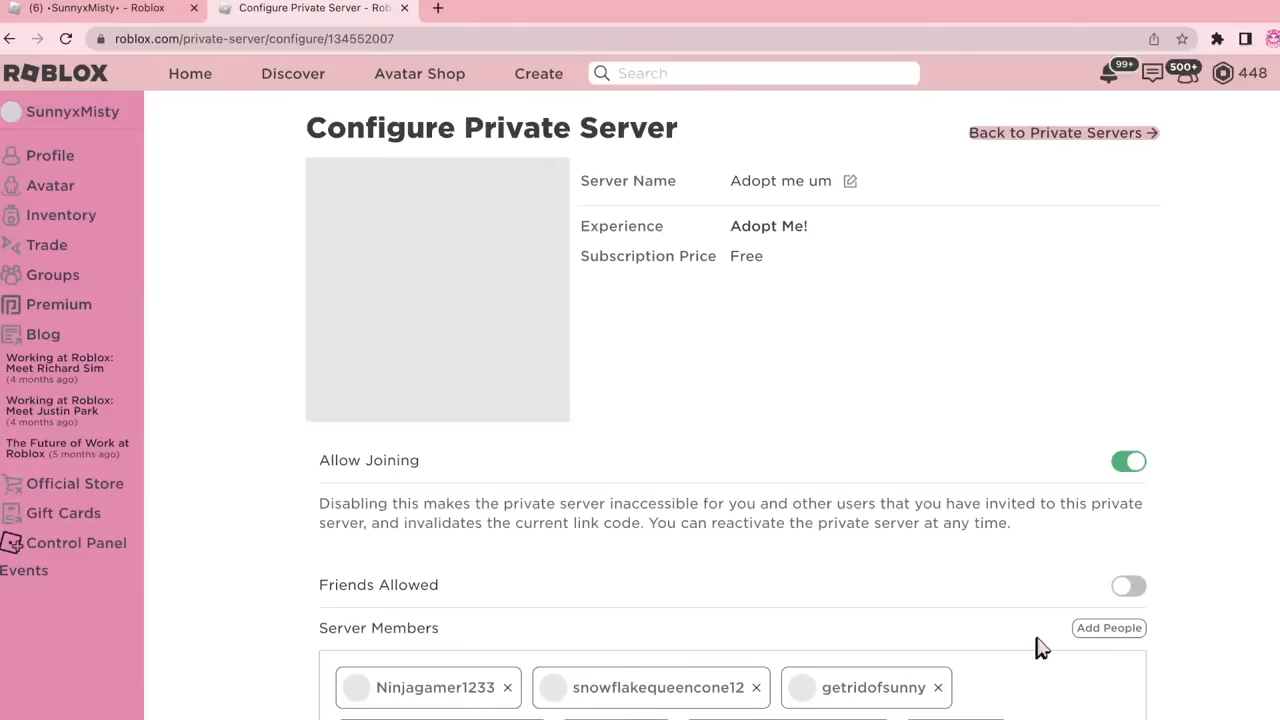 (6) •SunnyxMisty• - Roblox
Configure Private Server - Rob
roblox.com/private-server/configure/134552007
ROBLOX
Home
Discover
Avatar Shop
Create
Search
99+
500+
448
SunnyxMisty
Profile
Avatar
Inventory
Trade
Groups
Premium
Blog
Working at Roblox:
Meet Richard Sim
(4 months ago)
Working at Roblox:
Meet Justin Park
(4 months ago)
The Future of Work at
Roblox (5 months ago)
Official Store
Gift Cards
Control Panel
Events
Configure Private Server
Back to Private Servers →
Server Name
Adopt me um
Experience
Adopt Me!
Subscription Price
Free
Allow Joining
Disabling this makes the private server inaccessible for you and other users that you have invited to this private
server, and invalidates the current link code. You can reactivate the private server at any time.
Friends Allowed
Server Members
Add People
Ninjagamer1233
snowflakequeencone12
getridofsunny